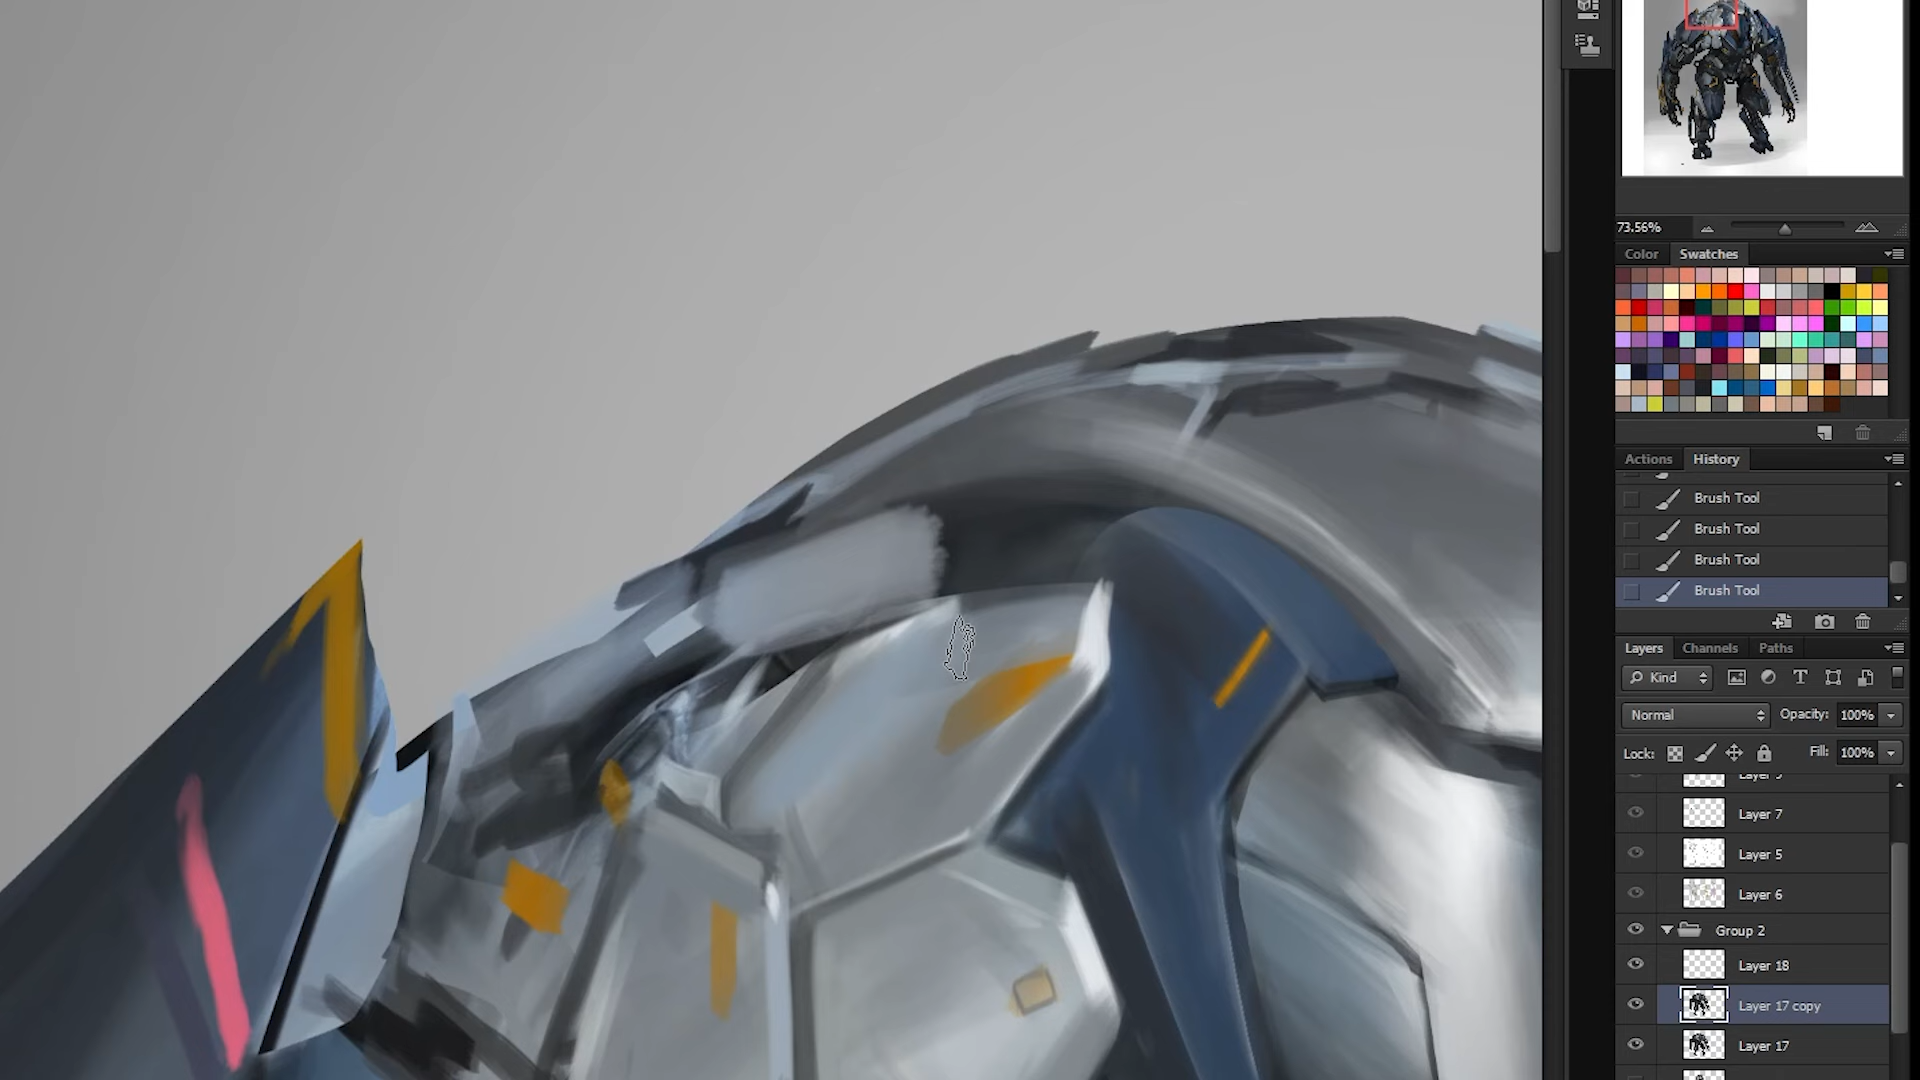 73.56%
Color Swatches
Actions History
Brush Tool
Brush Tool
Brush Tool
Brush Tool
Layers Channels Paths
Kind
Normal Opacity: 100%
Lock: Fill: 100%
Layer 7
Layer 5
Layer 6
Group 2
Layer 18
Layer 17 copy
Layer 17